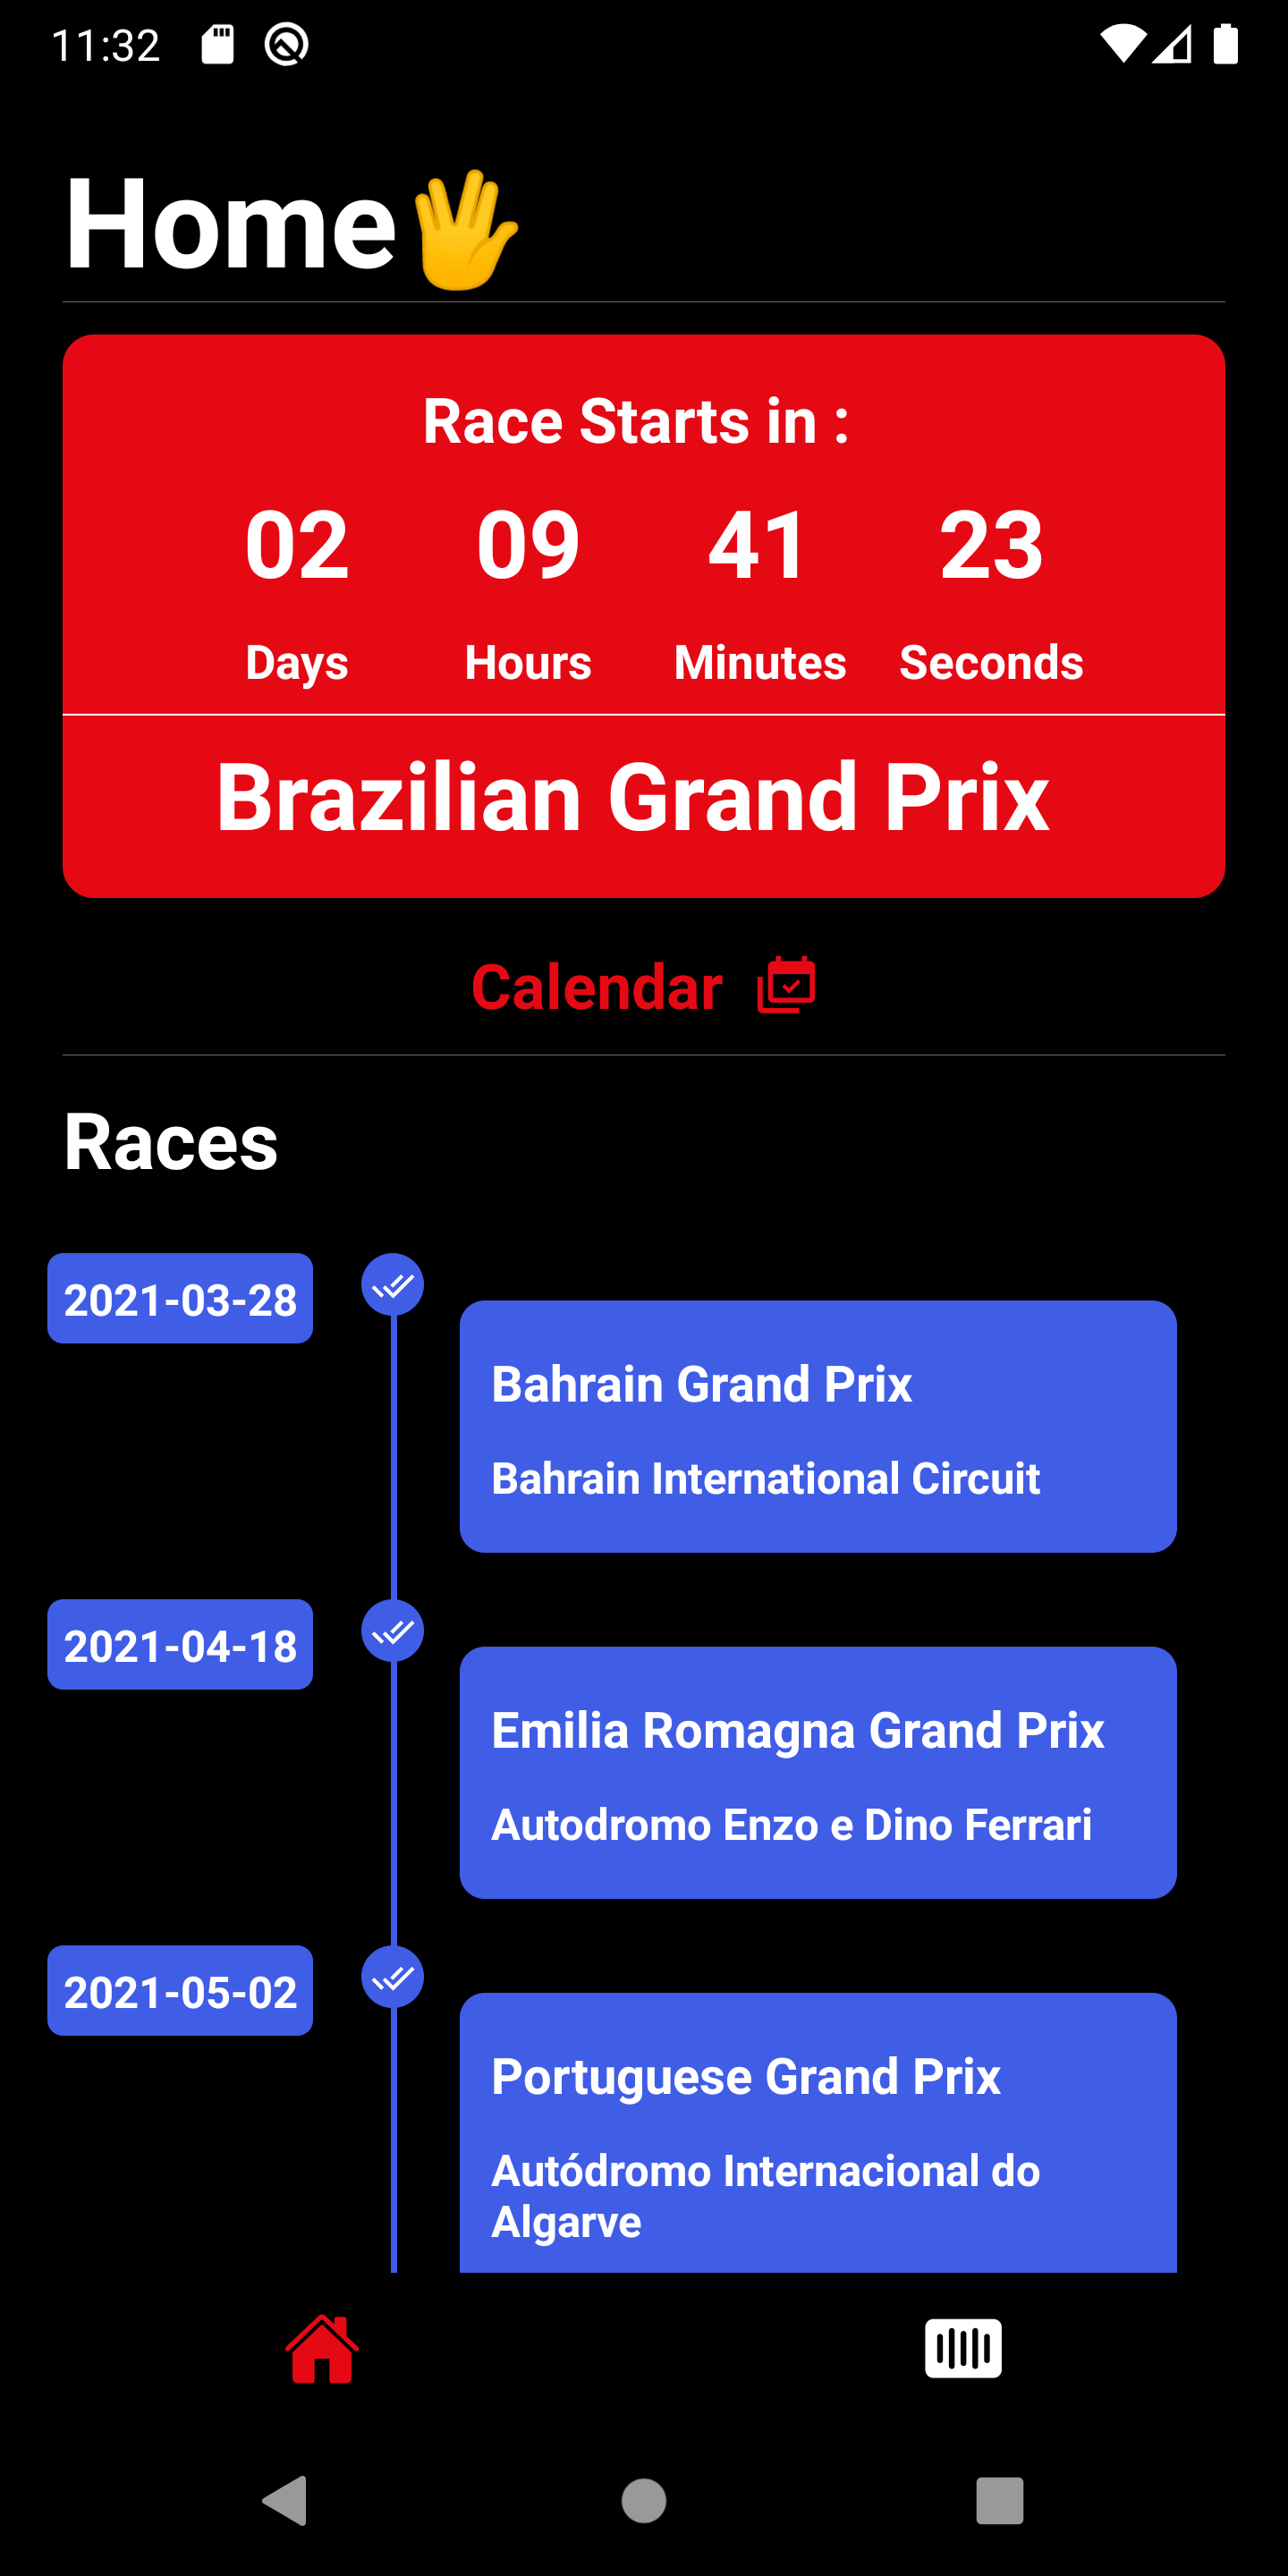 11:32
Home🖖
Race Starts in :
02 09 41 23
Days Hours Minutes Seconds
Brazilian Grand Prix
Calendar
Races
2021-03-28
Bahrain Grand Prix
Bahrain International Circuit
2021-04-18
Emilia Romagna Grand Prix
Autodromo Enzo e Dino Ferrari
2021-05-02
Portuguese Grand Prix
Autódromo Internacional do
Algarve